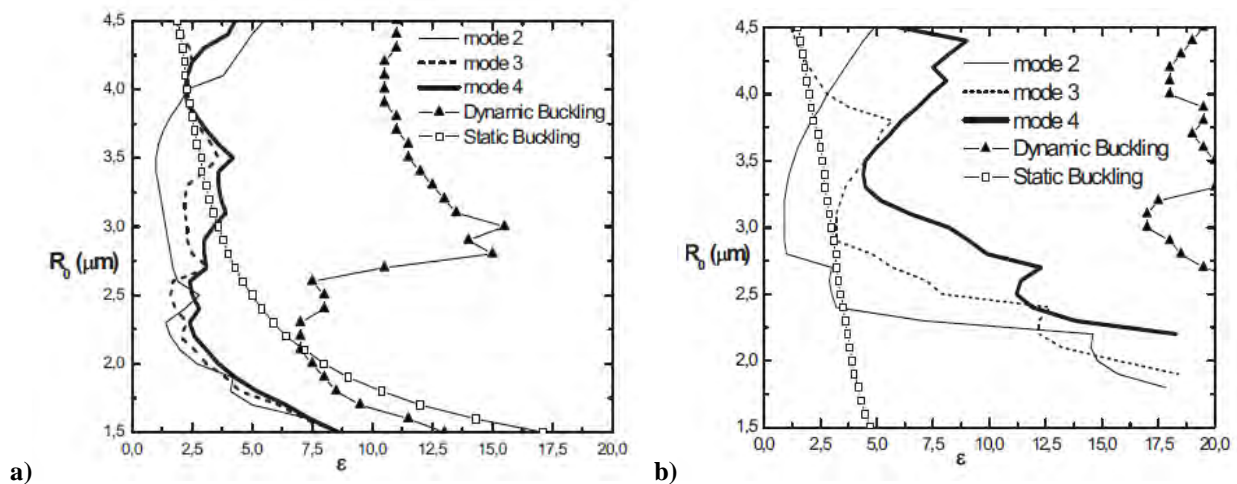 4,5
4,0
3,5
3,0
R₀ (μm)
2,5
2,0
1,5
0,0 2,5 5,0 7,5 10,0 12,5 15,0 17,5 20,0
ε
mode 2
mode 3
mode 4
Dynamic Buckling
Static Buckling
a)
4,5
4,0
3,5
3,0
R₀ (μm)
2,5
2,0
1,5
0,0 2,5 5,0 7,5 10,0 12,5 15,0 17,5 20,0
ε
mode 2
mode 3
mode 4
Dynamic Buckling
Static Buckling
b)